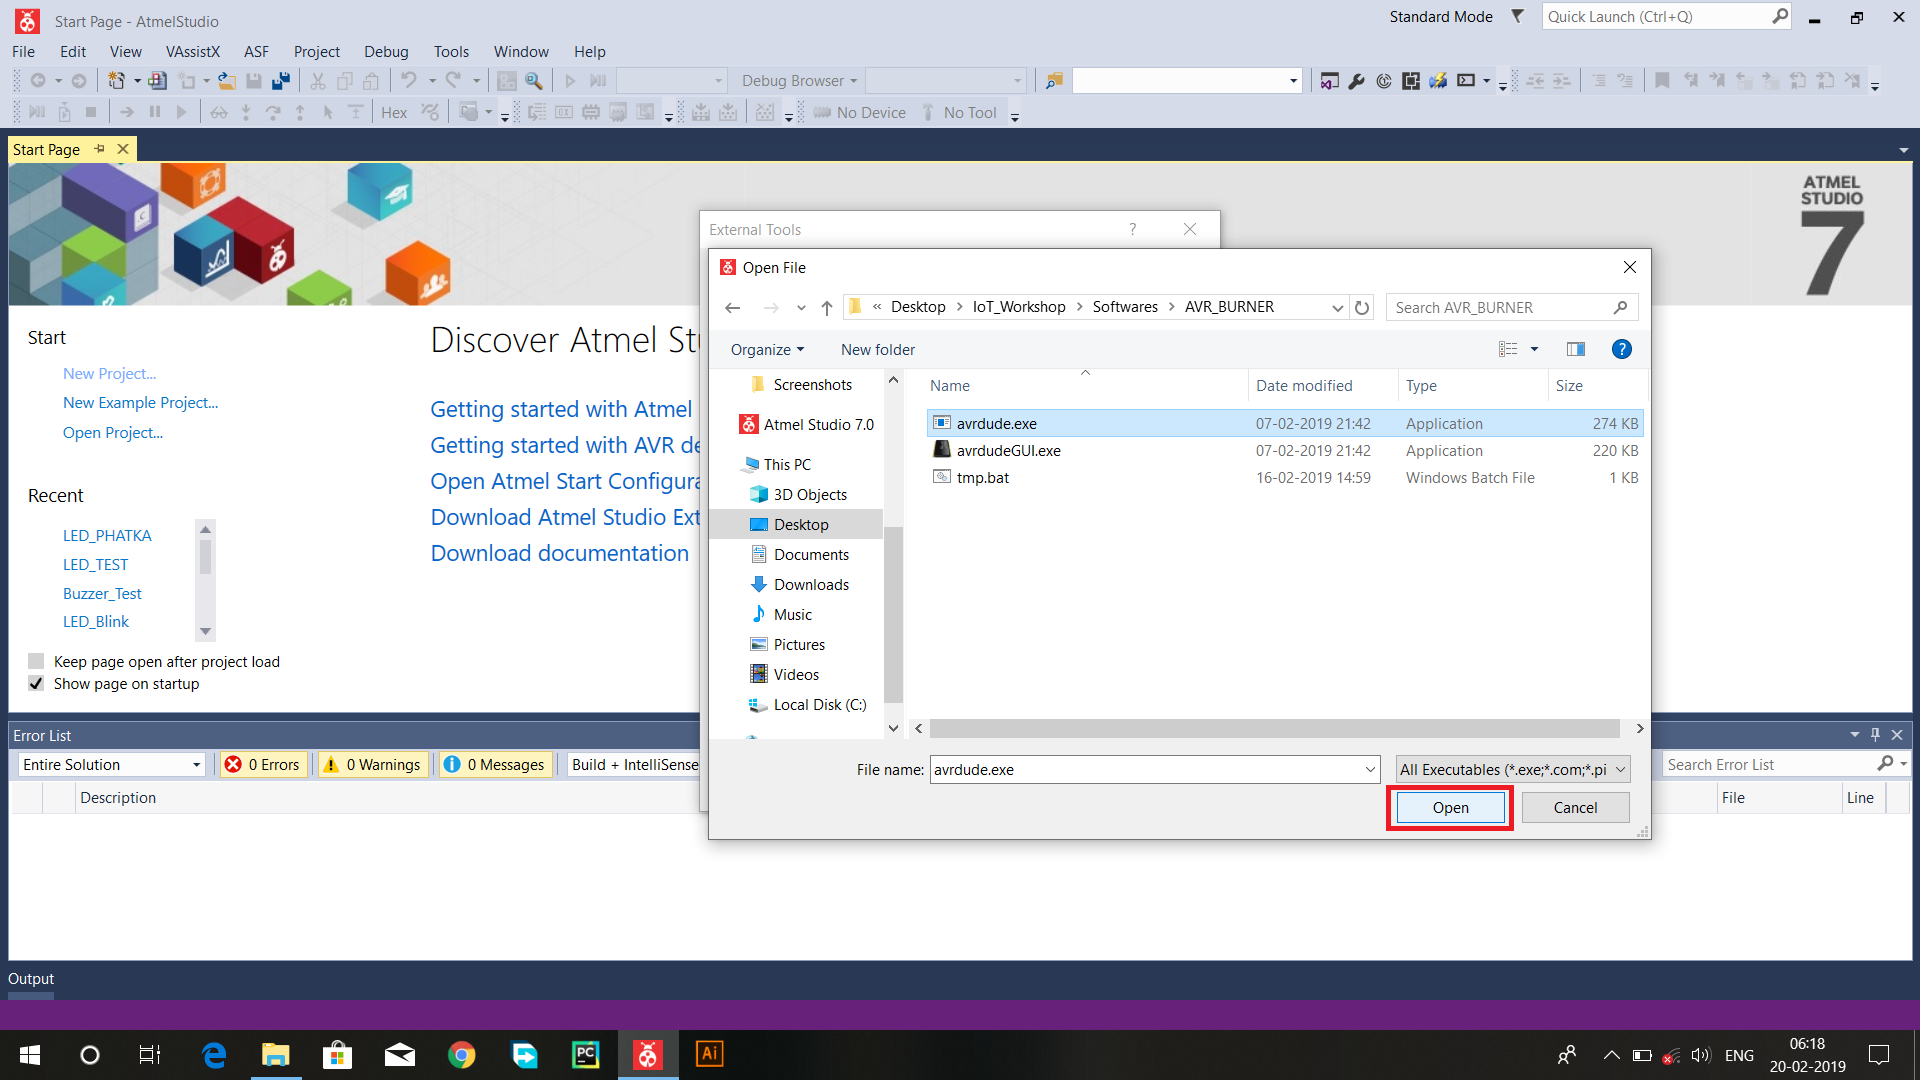 Start Page - AtmelStudio
Standard Mode
Quick Launch (Ctrl+Q)
File Edit View VAssistX ASF Project Debug Tools Window Help
Debug Browser
Hex
No Device
No Tool
Start Page
ATMEL
STUDIO
7
Start
New Project...
New Example Project...
Open Project...
Recent
LED_PHATKA
LED_TEST
Buzzer_Test
LED_Blink
Keep page open after project load
Show page on startup
Discover Atmel St
Getting started with Atmel
Getting started with AVR de
Open Atmel Start Configura
Download Atmel Studio Ext
Download documentation
External Tools
?
Open File
« Desktop > IoT_Workshop > Softwares > AVR_BURNER
Search AVR_BURNER
Organize
New folder
?
Screenshots
Atmel Studio 7.0
This PC
3D Objects
Desktop
Documents
Downloads
Music
Pictures
Videos
Local Disk (C:)
Name Date modified Type Size
avrdude.exe 07-02-2019 21:42 Application 274 KB
avrdudeGUI.exe 07-02-2019 21:42 Application 220 KB
tmp.bat 16-02-2019 14:59 Windows Batch File 1 KB
File name: avrdude.exe
All Executables (*.exe;*.com;*.pi
Open
Cancel
Error List
Entire Solution
0 Errors
0 Warnings
0 Messages
Build + IntelliSense
Search Error List
Description
File
Line
Output
PC
Ai
ENG
06:18
20-02-2019